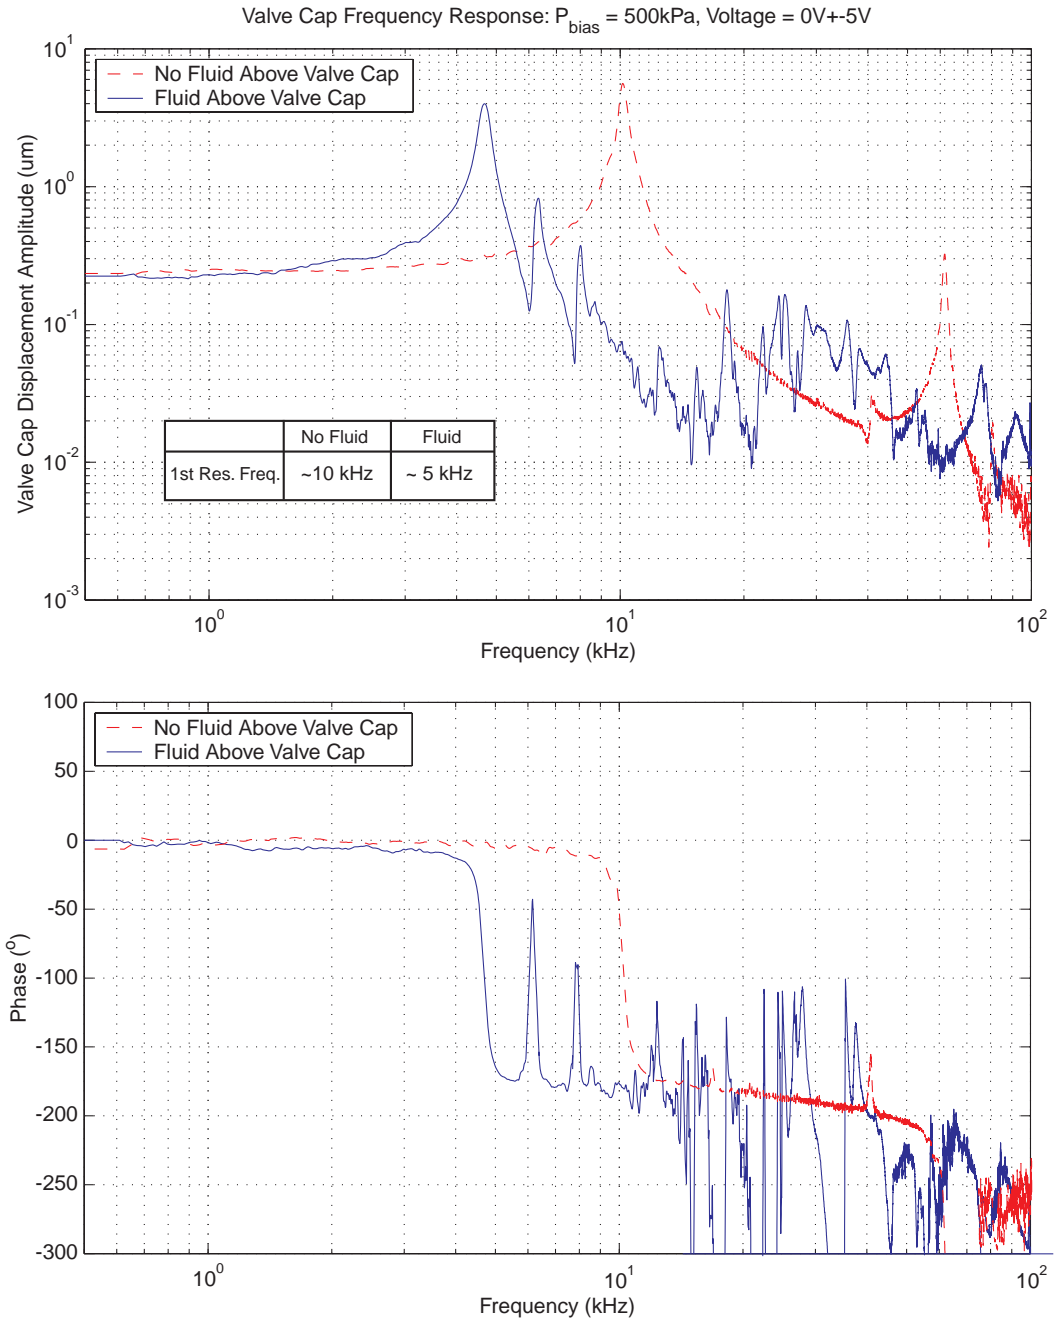 Valve Cap Frequency Response: P_bias = 500kPa, Voltage = 0V+-5V
10^1
10^0
10^-1
10^-2
10^-3
Valve Cap Displacement Amplitude (um)
No Fluid Above Valve Cap
Fluid Above Valve Cap
No Fluid Fluid
1st Res. Freq. ~10 kHz ~ 5 kHz
10^0 10^1 10^2
Frequency (kHz)
100
50
0
-50
-100
-150
-200
-250
-300
Phase (°)
No Fluid Above Valve Cap
Fluid Above Valve Cap
10^0 10^1 10^2
Frequency (kHz)